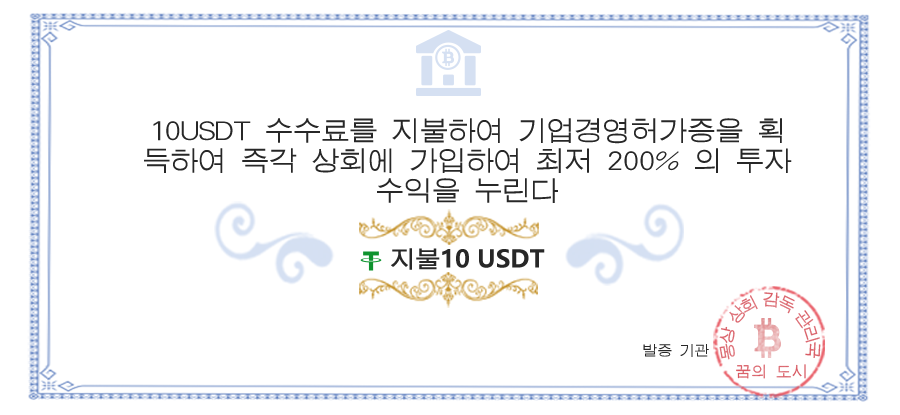 10USDT 수수료를 지불하여 기업경영허가증을 획
득하여 즉각 상회에 가입하여 최저 200% 의 투자
수익을 누린다
지불10 USDT
발증 기관
몽상 상회 감독 관리국
꿈의 도시